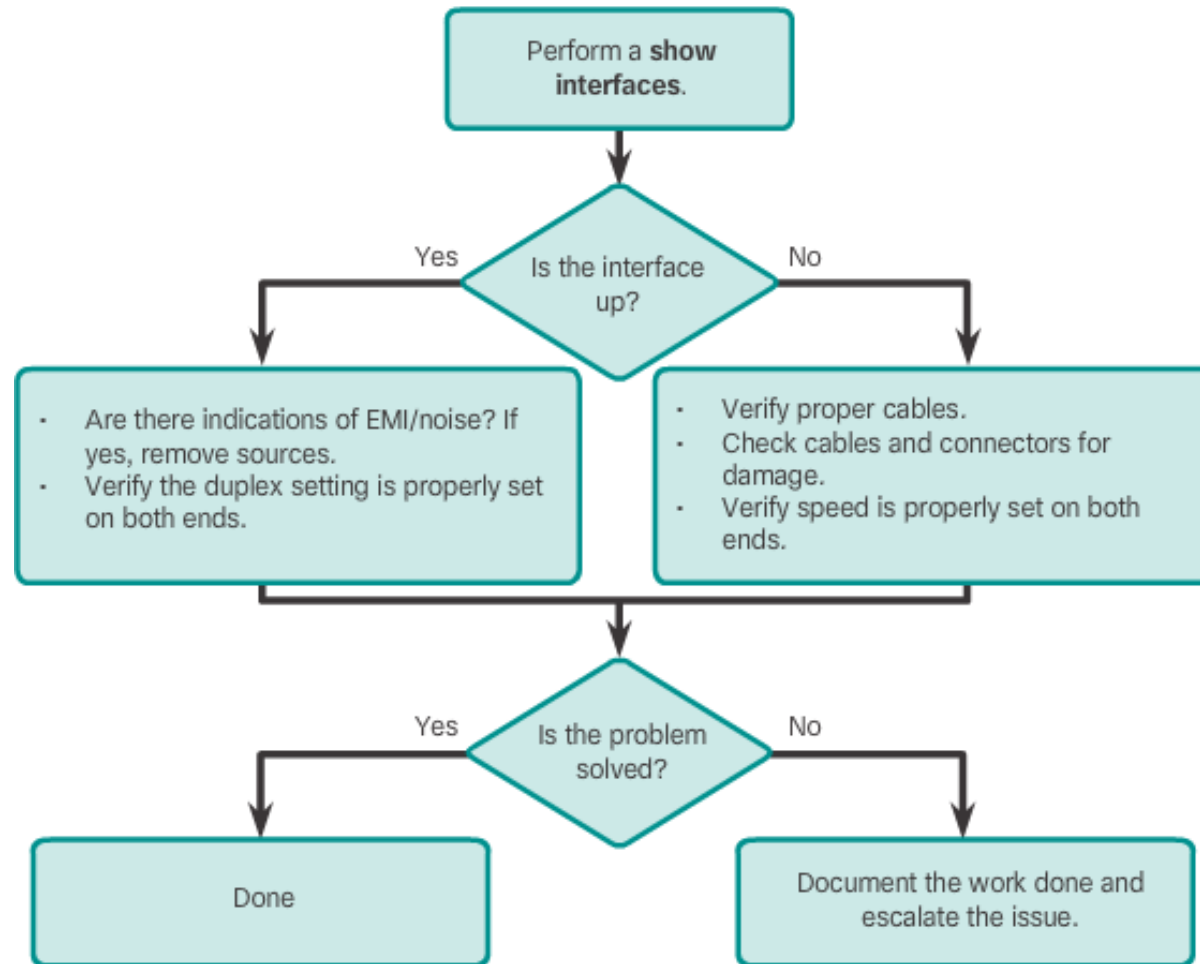 Perform a show
interfaces.
Yes
Is the interface
up?
No
· Are there indications of EMI/noise? If
yes, remove sources.
· Verify the duplex setting is properly set
on both ends.
· Verify proper cables.
· Check cables and connectors for
damage.
· Verify speed is properly set on both
ends.
Yes
Is the problem
solved?
No
Done
Document the work done and
escalate the issue.